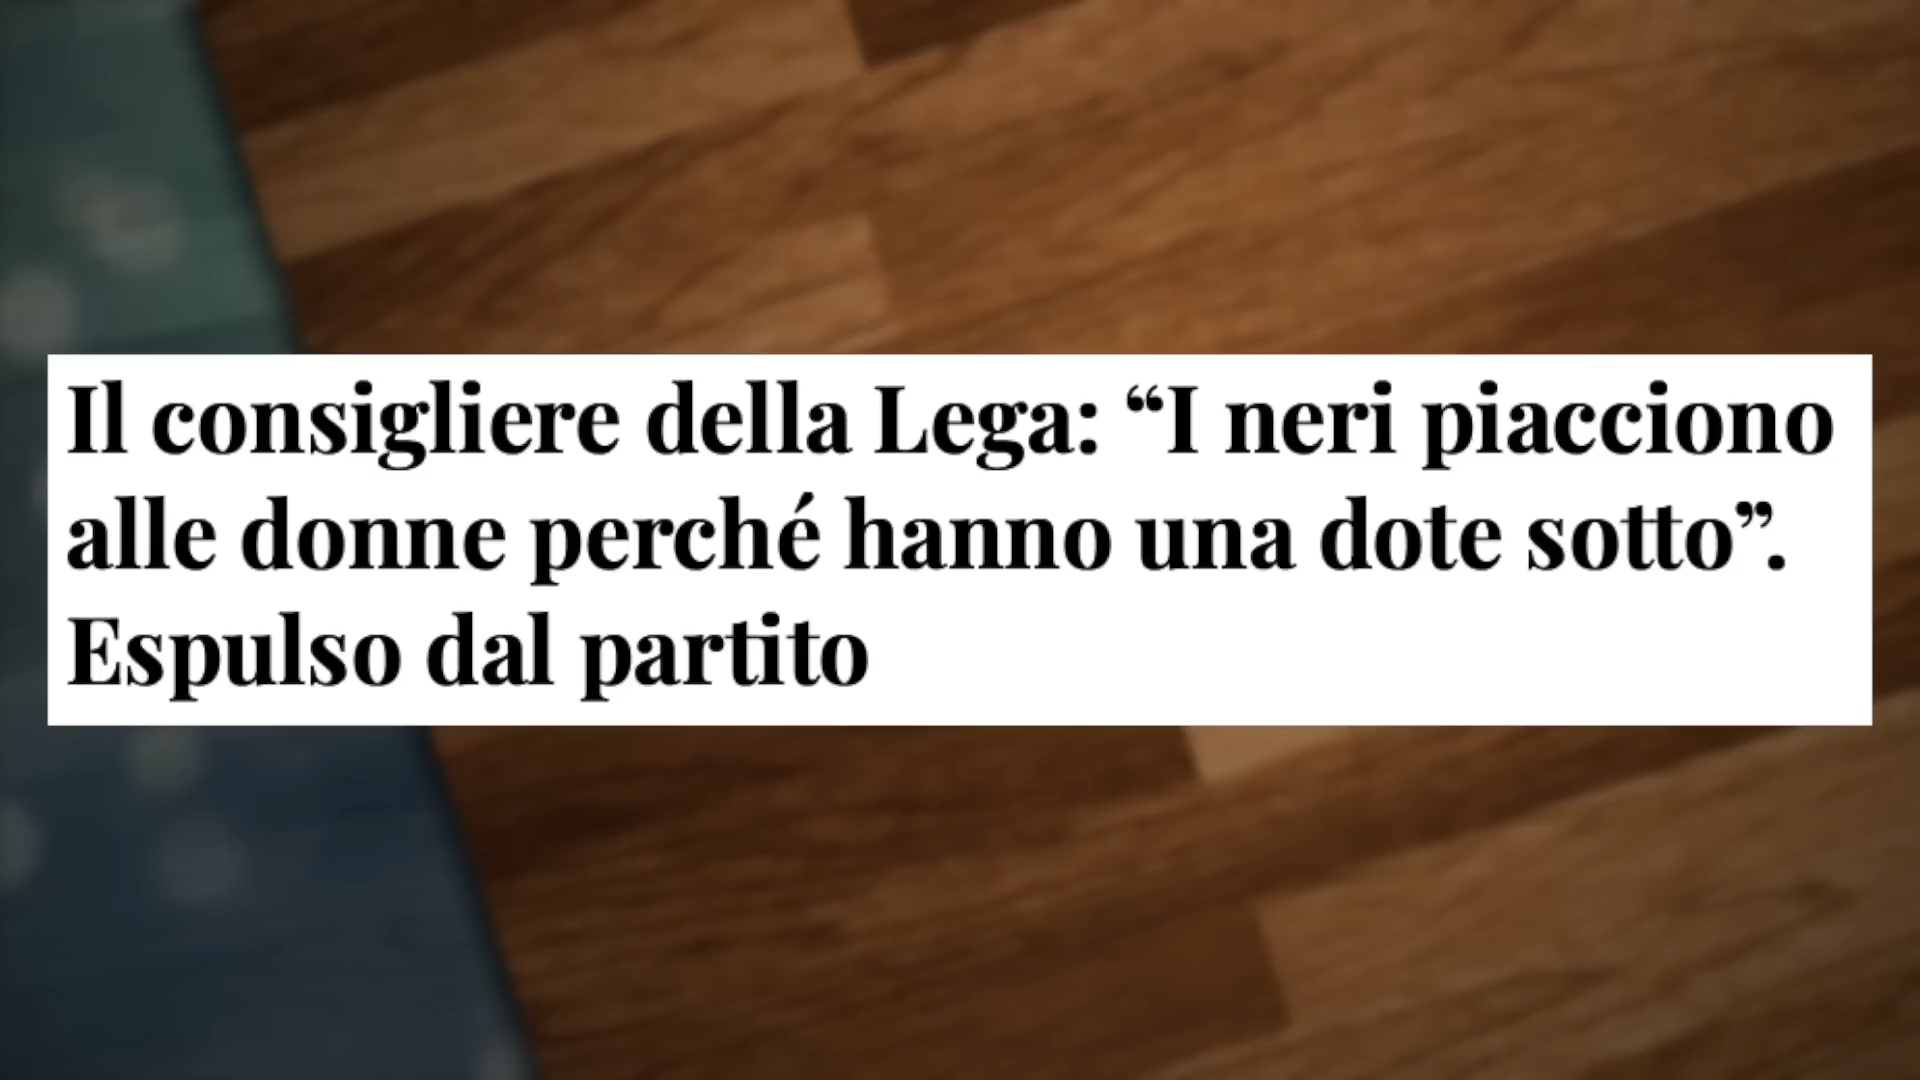 Il consigliere della Lega: “I neri piacciono
alle donne perché hanno una dote sotto”.
Espulso dal partito